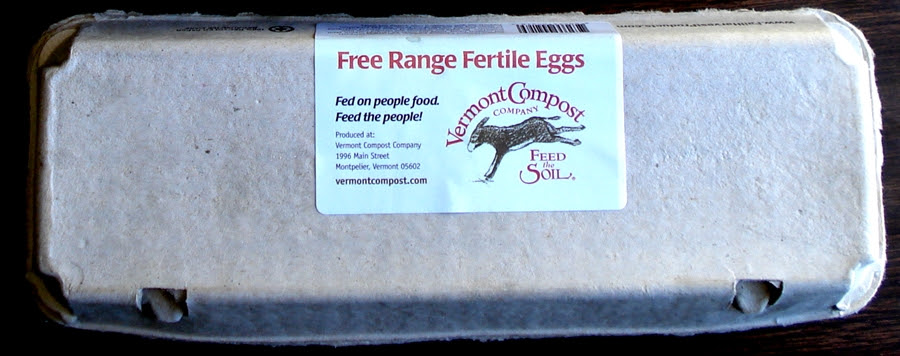 Free Range Fertile Eggs
Fed on people food.
Feed the people!
Produced at:
Vermont Compost Company
1996 Main Street
Montpelier, Vermont 05602
vermontcompost.com
Vermont Compost
COMPANY
FEED
the
SOIL